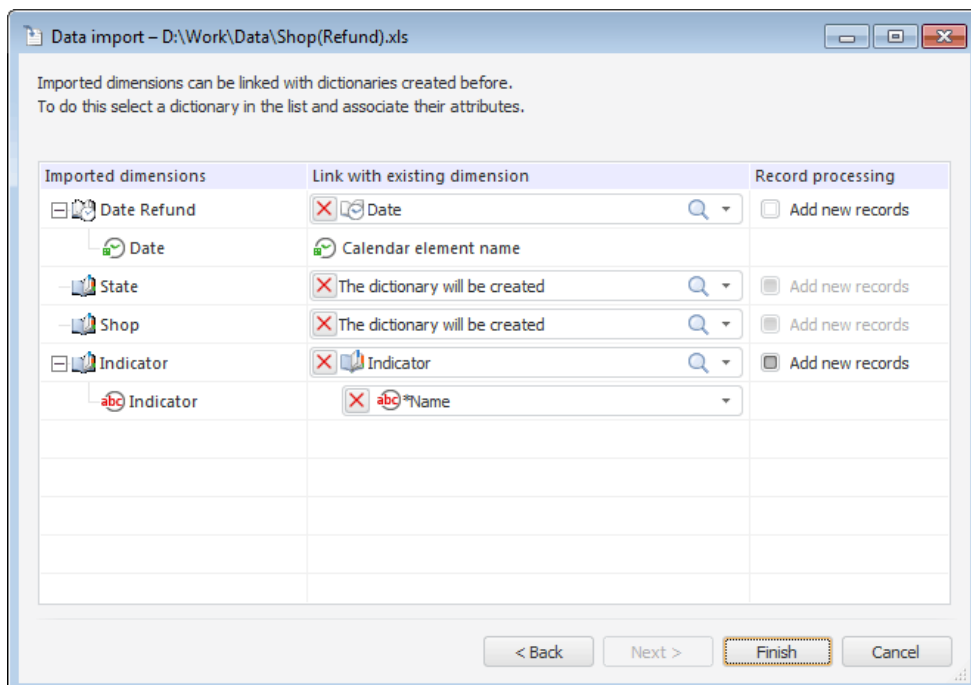 Data import – D:\Work\Data\Shop(Refund).xls
Imported dimensions can be linked with dictionaries created before.
To do this select a dictionary in the list and associate their attributes.
Imported dimensions Link with existing dimension Record processing
Date Refund Date Add new records
Date Calendar element name
State The dictionary will be created Add new records
Shop The dictionary will be created Add new records
Indicator Indicator Add new records
abc Indicator abc *Name
< Back Next > Finish Cancel